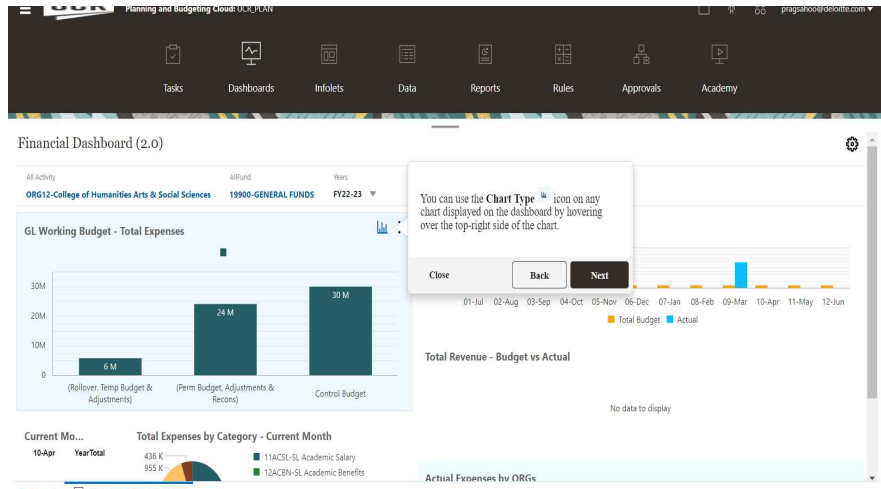 Planning and Budgeting Cloud: UCR_PLAN
pragsahoo@deloitte.com
Tasks
Dashboards
Infolets
Data
Reports
Rules
Approvals
Academy
Financial Dashboard (2.0)
All Activity
AllFund
Years
ORG12-College of Humanities Arts & Social Sciences
19900-GENERAL FUNDS
FY22-23
You can use the Chart Type icon on any
chart displayed on the dashboard by hovering
over the top-right side of the chart.
Close
Back
Next
GL Working Budget - Total Expenses
30M
20M
10M
0
6 M
24 M
30 M
(Rollover, Temp Budget &
Adjustments)
(Perm Budget, Adjustments &
Recons)
Control Budget
01-Jul 02-Aug 03-Sep 04-Oct 05-Nov 06-Dec 07-Jan 08-Feb 09-Mar 10-Apr 11-May 12-Jun
Total Budget Actual
Total Revenue - Budget vs Actual
No data to display
Current Mo...
10-Apr YearTotal
Total Expenses by Category - Current Month
436 K
955 K
11ACSL-SL Academic Salary
12ACBN-SL Academic Benefits
Actual Expenses by ORGs